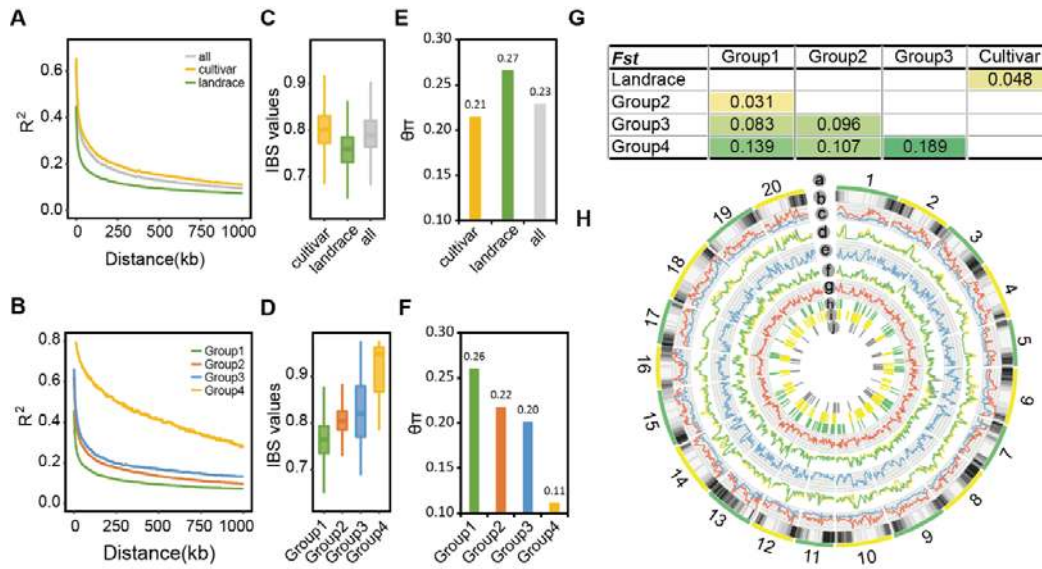 A
R²
0.6
0.4
0.2
0.0
all
cultivar
landrace
0
250
500
750
1000
Distance(kb)
C
IBS values
0.9
0.8
0.7
cultivar
landrace
all
E
θπ
0.30
0.25
0.20
0.15
0.10
0.21
0.27
0.23
cultivar
landrace
all
G
Fst Group1 Group2 Group3 Cultivar
Landrace 0.048
Group2 0.031
Group3 0.083 0.096
Group4 0.139 0.107 0.189
B
R²
0.8
0.6
0.4
0.2
0.0
Group1
Group2
Group3
Group4
0
250
500
750
1000
Distance(kb)
D
IBS values
0.9
0.8
0.7
Group1
Group2
Group3
Group4
F
θπ
0.30
0.25
0.20
0.15
0.10
0.26
0.22
0.20
0.11
Group1
Group2
Group3
Group4
H
a
b
c
d
e
f
g
h
1
2
3
4
5
6
7
8
9
10
11
12
13
14
15
16
17
18
19
20